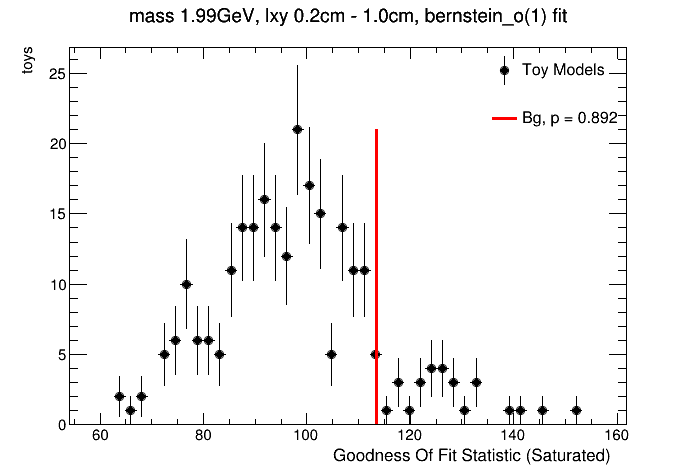 mass 1.99GeV, lxy 0.2cm - 1.0cm, bernstein_o(1) fit
toys
Toy Models
Bg, p = 0.892
25
20
15
10
5
0
60 80 100 120 140 160
Goodness Of Fit Statistic (Saturated)